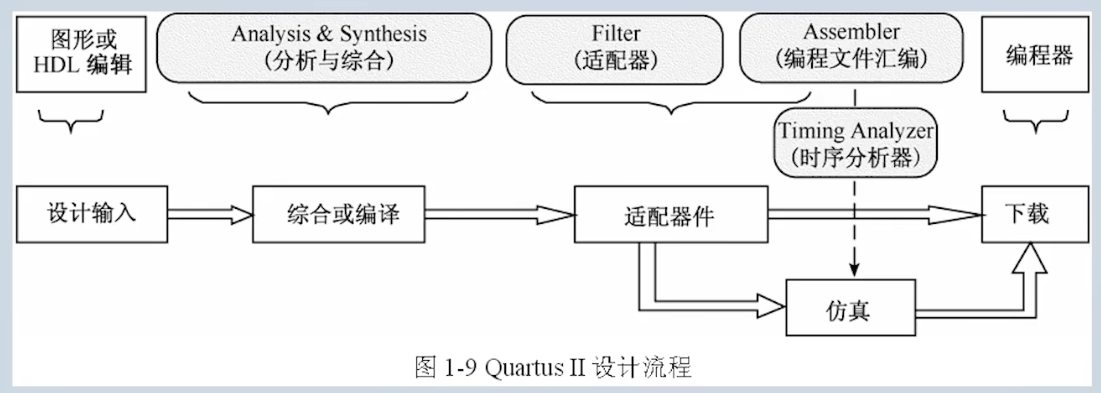 图形或
HDL 编辑
Analysis & Synthesis
(分析与综合)
Filter
(适配器)
Assembler
(编程文件汇编)
编程器
Timing Analyzer
(时序分析器)
设计输入
综合或编译
适配器件
下载
仿真
图 1-9 Quartus II 设计流程